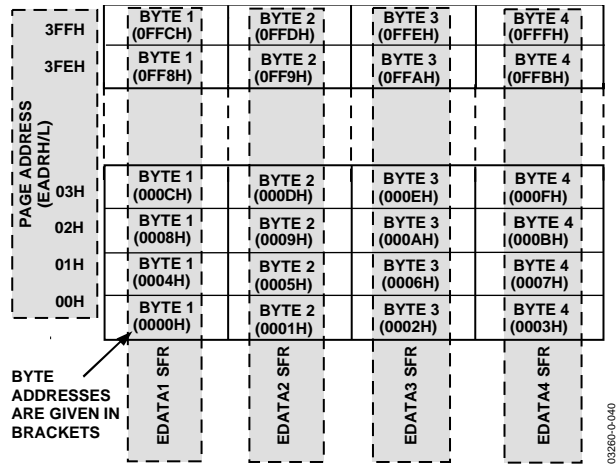 3FFH
BYTE 1 BYTE 2 BYTE 3 BYTE 4
(0FFCH) (0FFDH) (0FFEH) (0FFFH)
3FEH
BYTE 1 BYTE 2 BYTE 3 BYTE 4
(0FF8H) (0FF9H) (0FFAH) (0FFBH)
PAGE ADDRESS
(EADRH/L)
03H
BYTE 1 BYTE 2 BYTE 3 BYTE 4
(000CH) (000DH) (000EH) (000FH)
02H
BYTE 1 BYTE 2 BYTE 3 BYTE 4
(0008H) (0009H) (000AH) (000BH)
01H
BYTE 1 BYTE 2 BYTE 3 BYTE 4
(0004H) (0005H) (0006H) (0007H)
00H
BYTE 1 BYTE 2 BYTE 3 BYTE 4
(0000H) (0001H) (0002H) (0003H)
BYTE
ADDRESSES
ARE GIVEN IN
BRACKETS
EDATA1 SFR
EDATA2 SFR
EDATA3 SFR
EDATA4 SFR
03260-0-040